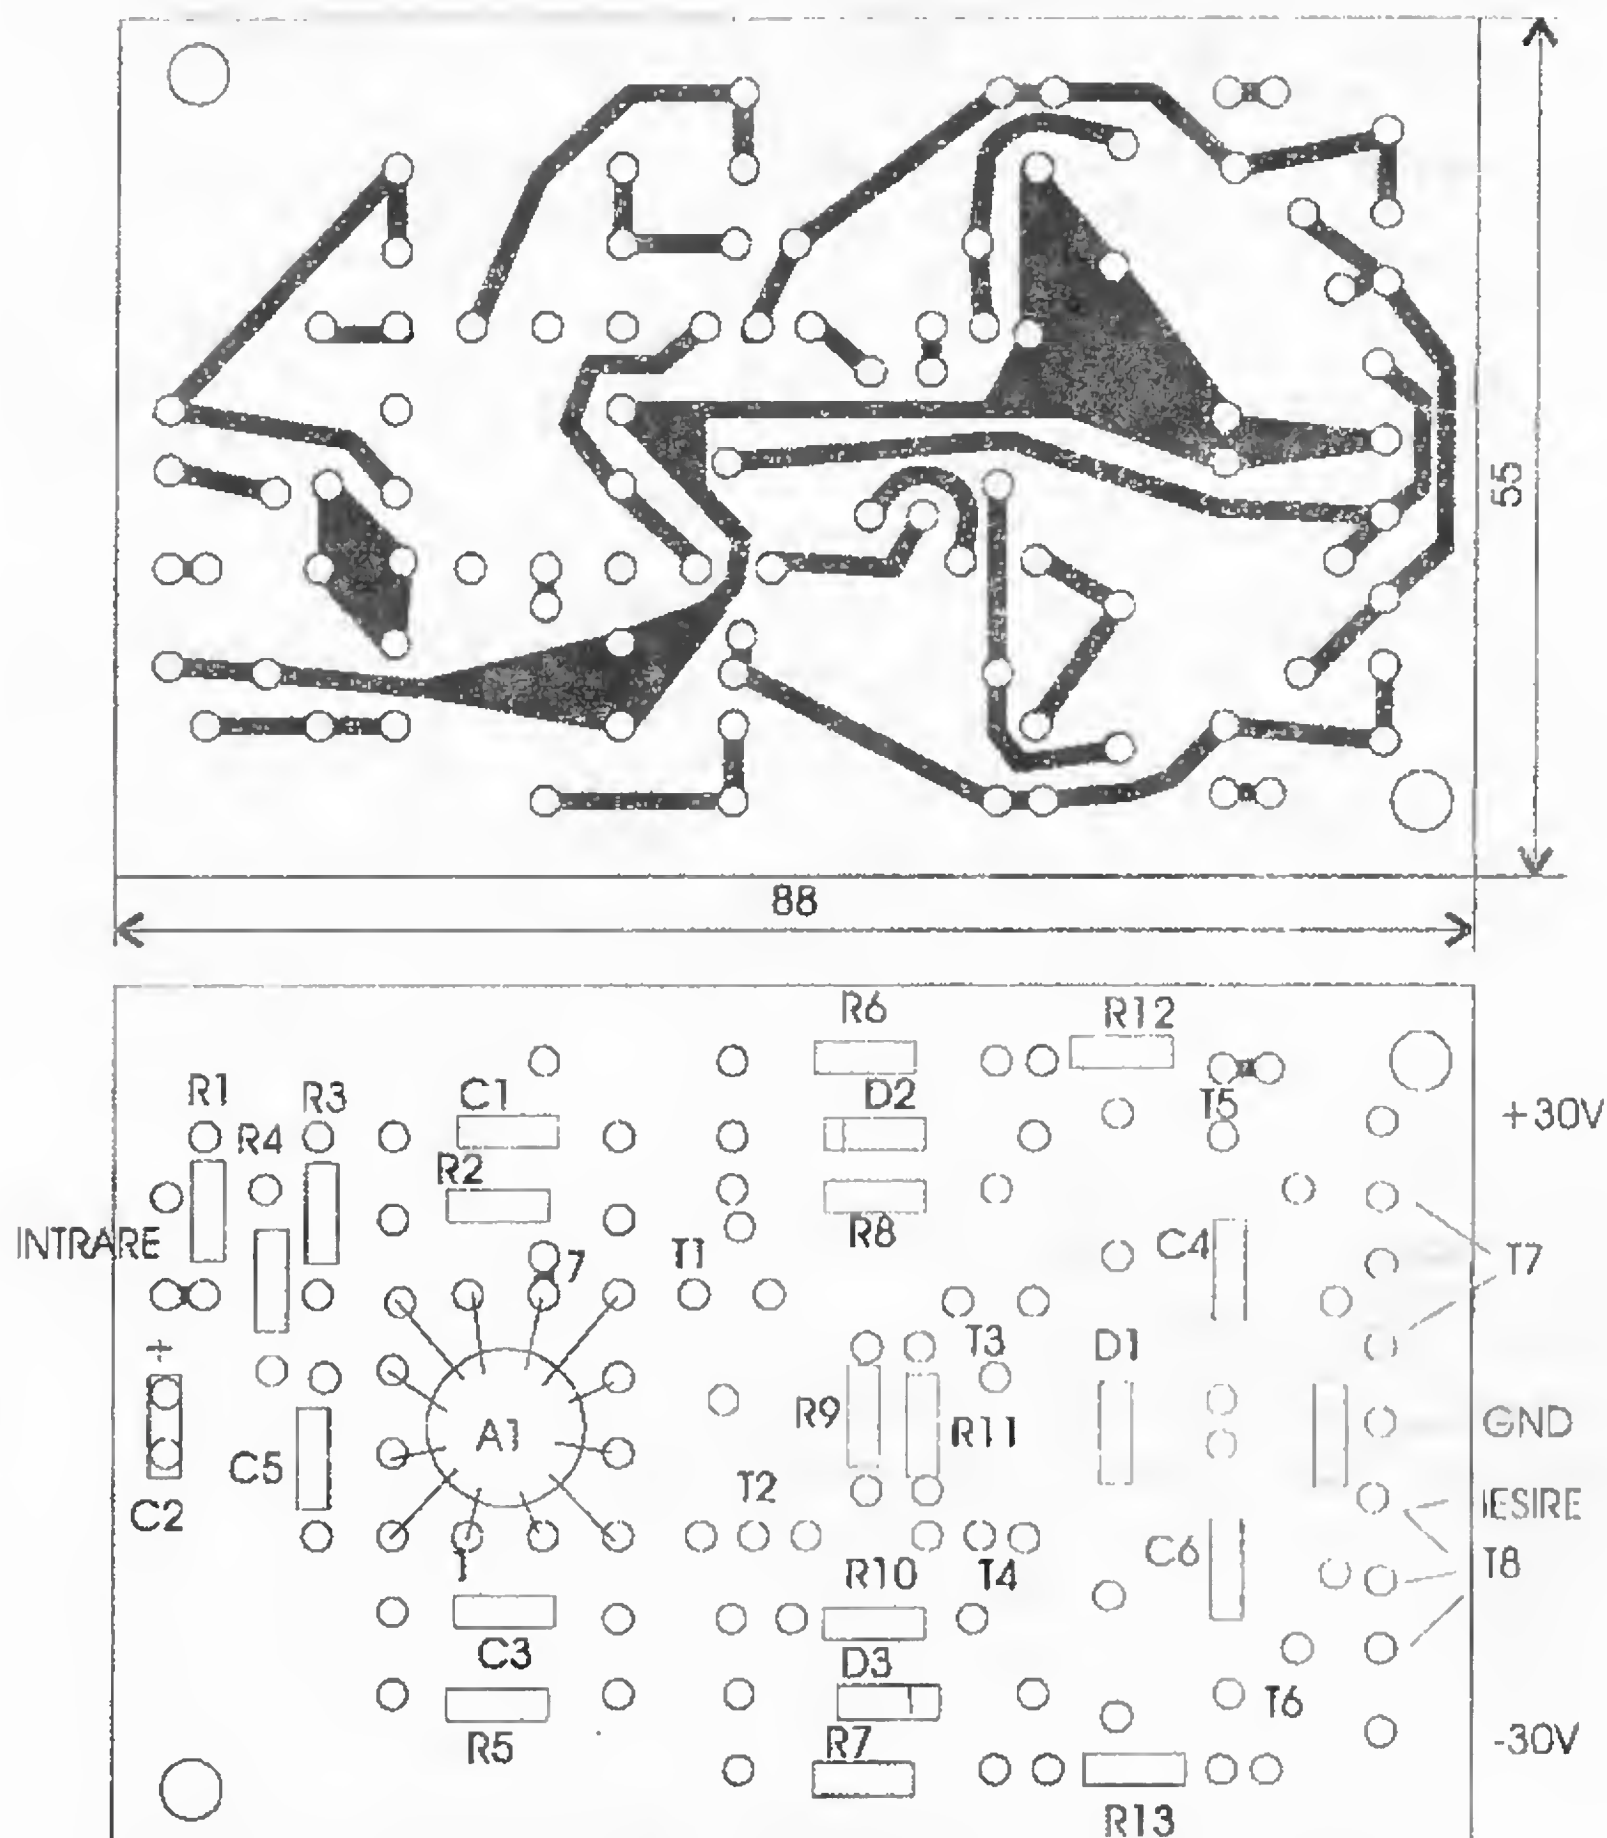 55
88
R6
R12
R1
R3
C1
D2
T5
+30V
R4
R2
INTRARE
R8
C4
T7
7
T1
+
T3
D1
A1
R9
R11
GND
C5
C2
T2
IESIRE
C6
T8
1
R10
T4
C3
D3
T6
R5
R7
-30V
R13